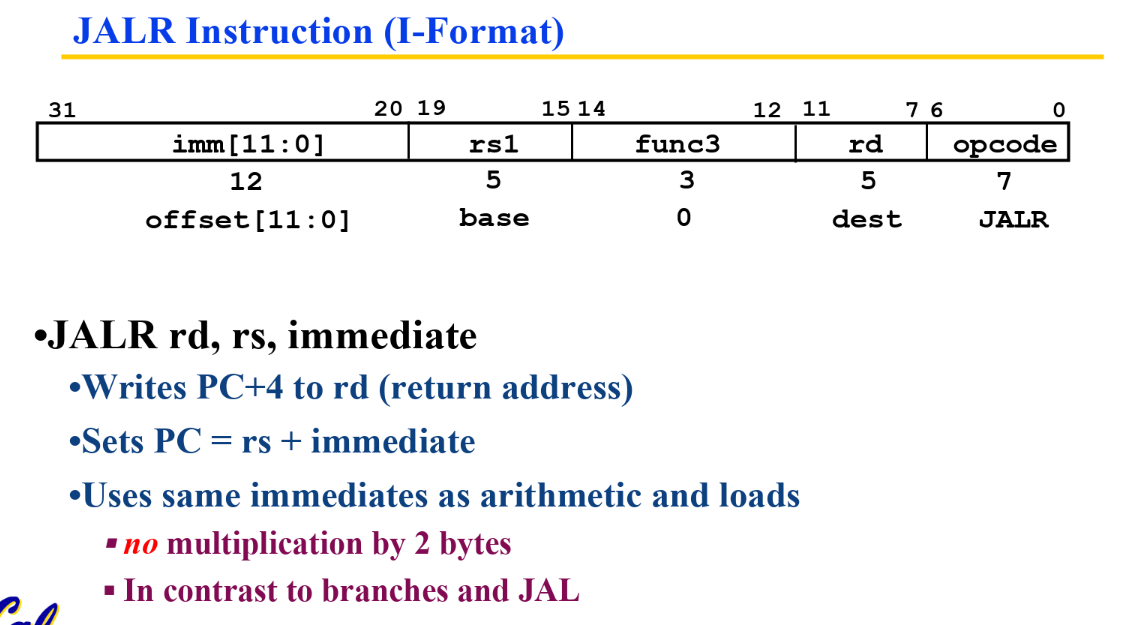 JALR Instruction (I-Format)
31 20 19 15 14 12 11 7 6 0
imm[11:0] rs1 func3 rd opcode
12 5 3 5 7
offset[11:0] base 0 dest JALR
•JALR rd, rs, immediate
•Writes PC+4 to rd (return address)
•Sets PC = rs + immediate
•Uses same immediates as arithmetic and loads
▪ no multiplication by 2 bytes
▪ In contrast to branches and JAL
Cal